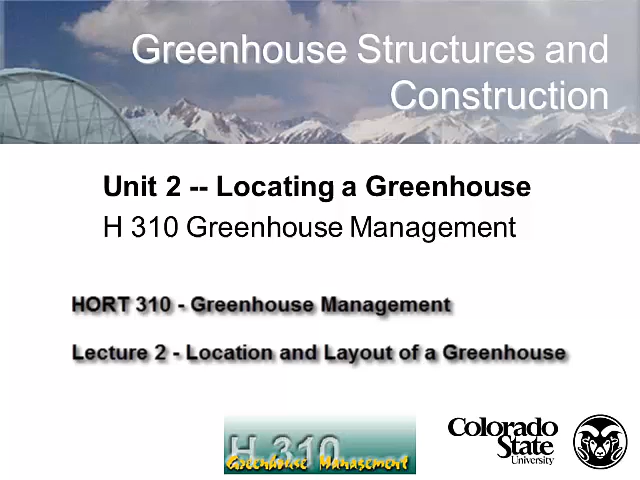 Greenhouse Structures and
Construction
Unit 2 -- Locating a Greenhouse
H 310 Greenhouse Management
HORT 310 - Greenhouse Management
Lecture 2 - Location and Layout of a Greenhouse
H 310
Greenhouse Management
Colorado
State
University